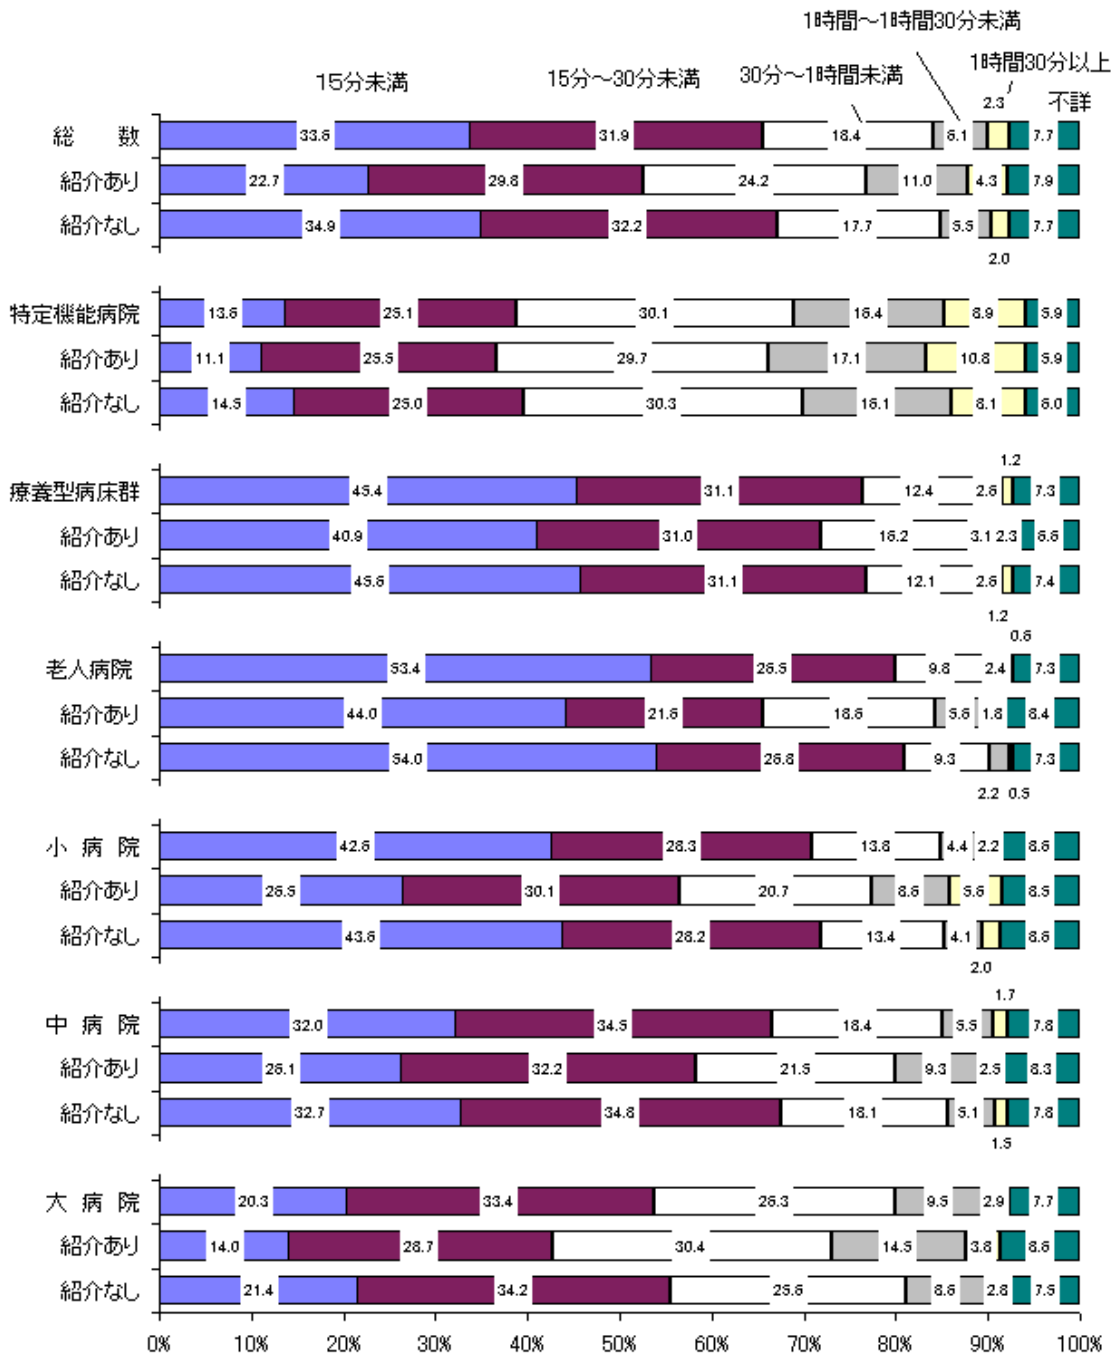 1時間～1時間30分未満
15分未満 15分～30分未満 30分～1時間未満 1時間30分以上
2.3 不詳
総 数 33.6 31.9 18.4 6.1 7.7
紹介あり 22.7 29.8 24.2 11.0 4.3 7.9
紹介なし 34.9 32.2 17.7 5.5 7.7
2.0
特定機能病院 13.6 25.1 30.1 16.4 8.9 5.9
紹介あり 11.1 25.5 29.7 17.1 10.8 5.9
紹介なし 14.5 25.0 30.3 16.1 8.1 6.0
1.2
療養型病床群 45.4 31.1 12.4 2.6 7.3
紹介あり 40.9 31.0 16.2 3.1 2.3 6.6
紹介なし 45.6 31.1 12.1 2.6 7.4
1.2
0.6
老人病院 53.4 26.5 9.8 2.4 7.3
紹介あり 44.0 21.6 18.6 5.6 1.8 8.4
紹介なし 54.0 26.8 9.3 7.3
2.2 0.5
小 病 院 42.6 28.3 13.8 4.4 2.2 8.6
紹介あり 26.5 30.1 20.7 8.6 5.6 8.5
紹介なし 43.6 28.2 13.4 4.1 8.6
2.0
1.7
中 病 院 32.0 34.5 18.4 5.5 7.8
紹介あり 26.1 32.2 21.5 9.3 2.5 8.3
紹介なし 32.7 34.8 18.1 5.1 7.8
1.5
大 病 院 20.3 33.4 26.3 9.5 2.9 7.7
紹介あり 14.0 28.7 30.4 14.5 3.8 8.6
紹介なし 21.4 34.2 25.6 8.6 2.8 7.5
0% 10% 20% 30% 40% 50% 60% 70% 80% 90% 100%